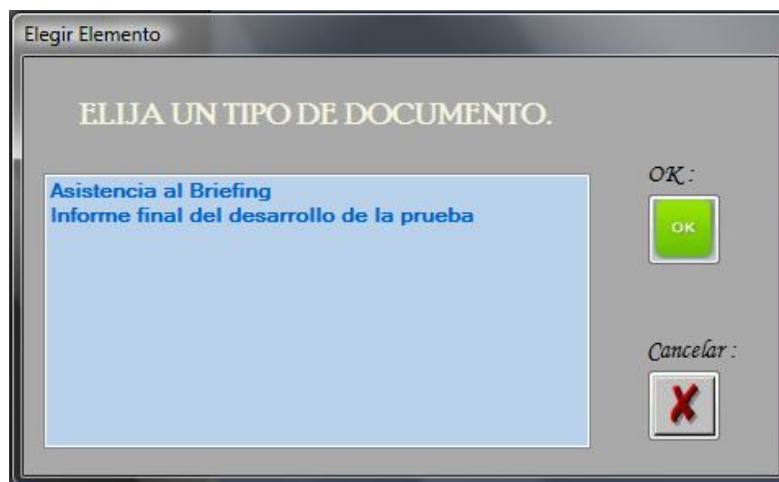 Elegir Elemento
ELIJA UN TIPO DE DOCUMENTO.
Asistencia al Briefing
Informe final del desarrollo de la prueba
OK :
OK
Cancelar :